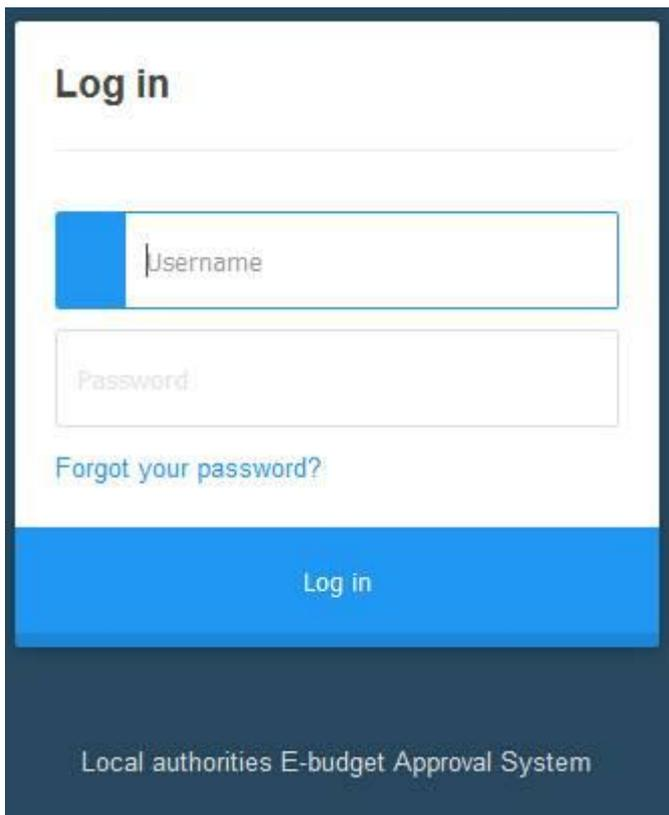 Log in
Username
Password
Forgot your password?
Log in
Local authorities E-budget Approval System